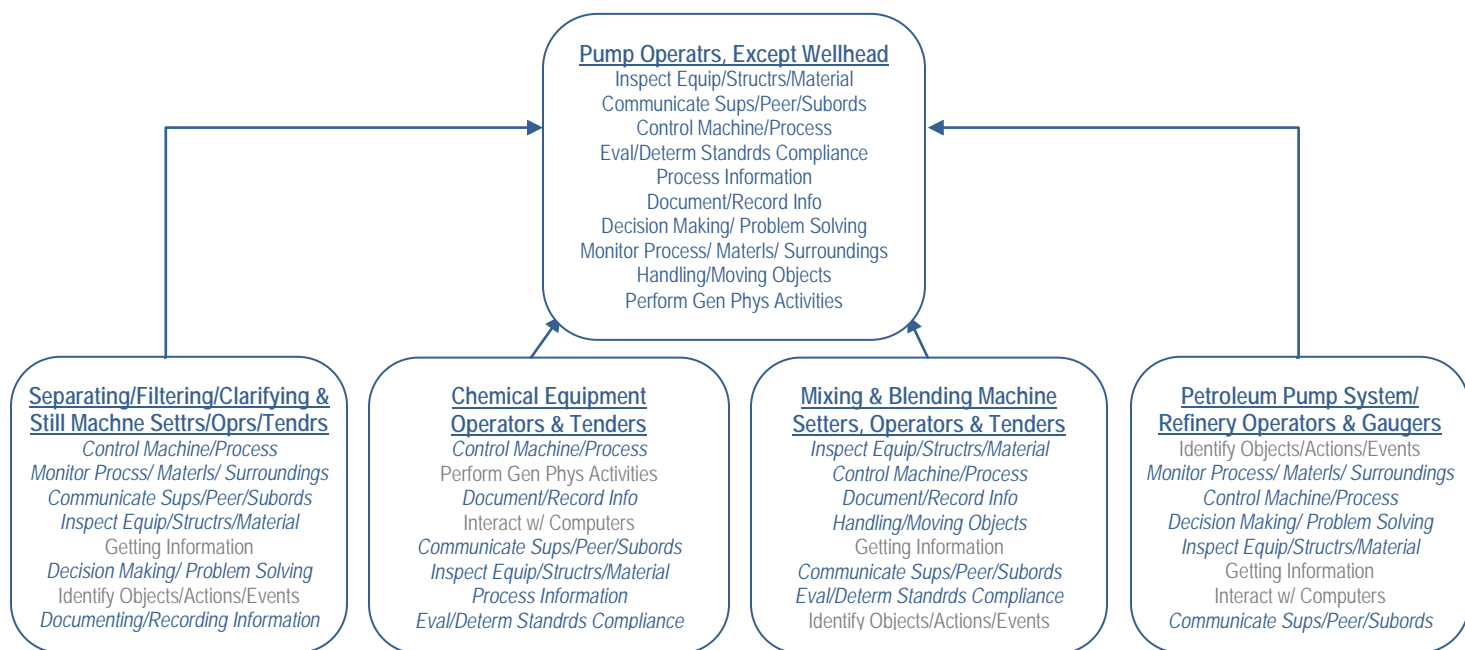 Pump Operatrs, Except Wellhead
Inspect Equip/Structrs/Material
Communicate Sups/Peer/Subords
Control Machine/Process
Eval/Determ Standrds Compliance
Process Information
Document/Record Info
Decision Making/ Problem Solving
Monitor Process/ Materls/ Surroundings
Handling/Moving Objects
Perform Gen Phys Activities
Separating/Filtering/Clarifying &
Still Machne Settrs/Oprs/Tendrs
Control Machine/Process
Monitor Procss/ Materls/ Surroundings
Communicate Sups/Peer/Subords
Inspect Equip/Structrs/Material
Getting Information
Decision Making/ Problem Solving
Identify Objects/Actions/Events
Documenting/Recording Information
Chemical Equipment
Operators & Tenders
Control Machine/Process
Perform Gen Phys Activities
Document/Record Info
Interact w/ Computers
Communicate Sups/Peer/Subords
Inspect Equip/Structrs/Material
Process Information
Eval/Determ Standrds Compliance
Mixing & Blending Machine
Setters, Operators & Tenders
Inspect Equip/Structrs/Material
Control Machine/Process
Document/Record Info
Handling/Moving Objects
Getting Information
Communicate Sups/Peer/Subords
Eval/Determ Standrds Compliance
Identify Objects/Actions/Events
Petroleum Pump System/
Refinery Operators & Gaugers
Identify Objects/Actions/Events
Monitor Process/ Materls/ Surroundings
Control Machine/Process
Decision Making/ Problem Solving
Inspect Equip/Structrs/Material
Getting Information
Interact w/ Computers
Communicate Sups/Peer/Subords